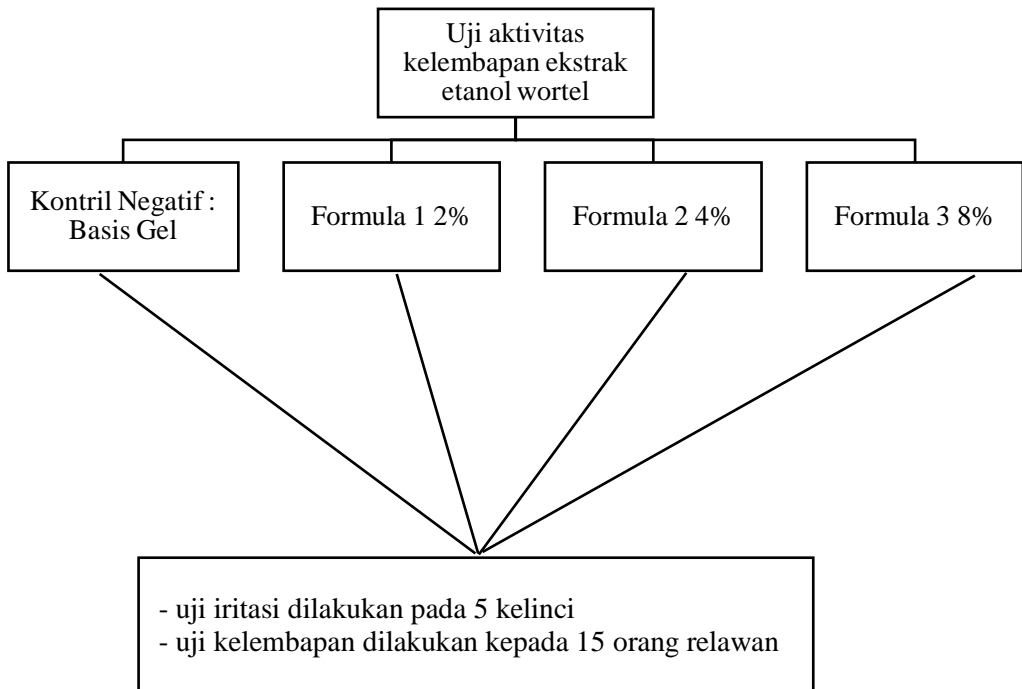 Uji aktivitas
kelembapan ekstrak
etanol wortel
Kontril Negatif :
Basis Gel
Formula 1 2%
Formula 2 4%
Formula 3 8%
- uji iritasi dilakukan pada 5 kelinci
- uji kelembapan dilakukan kepada 15 orang relawan